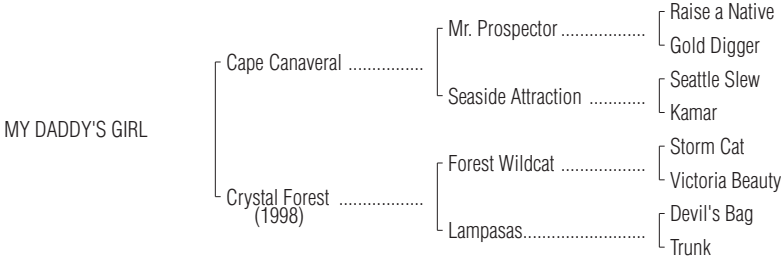 Raise a Native
Mr. Prospector ..................
Gold Digger
Cape Canaveral ................
Seattle Slew
Seaside Attraction ............
Kamar
MY DADDY'S GIRL
Storm Cat
Forest Wildcat ..................
Victoria Beauty
Crystal Forest ..................
(1998)
Devil's Bag
Lampasas..........................
Trunk